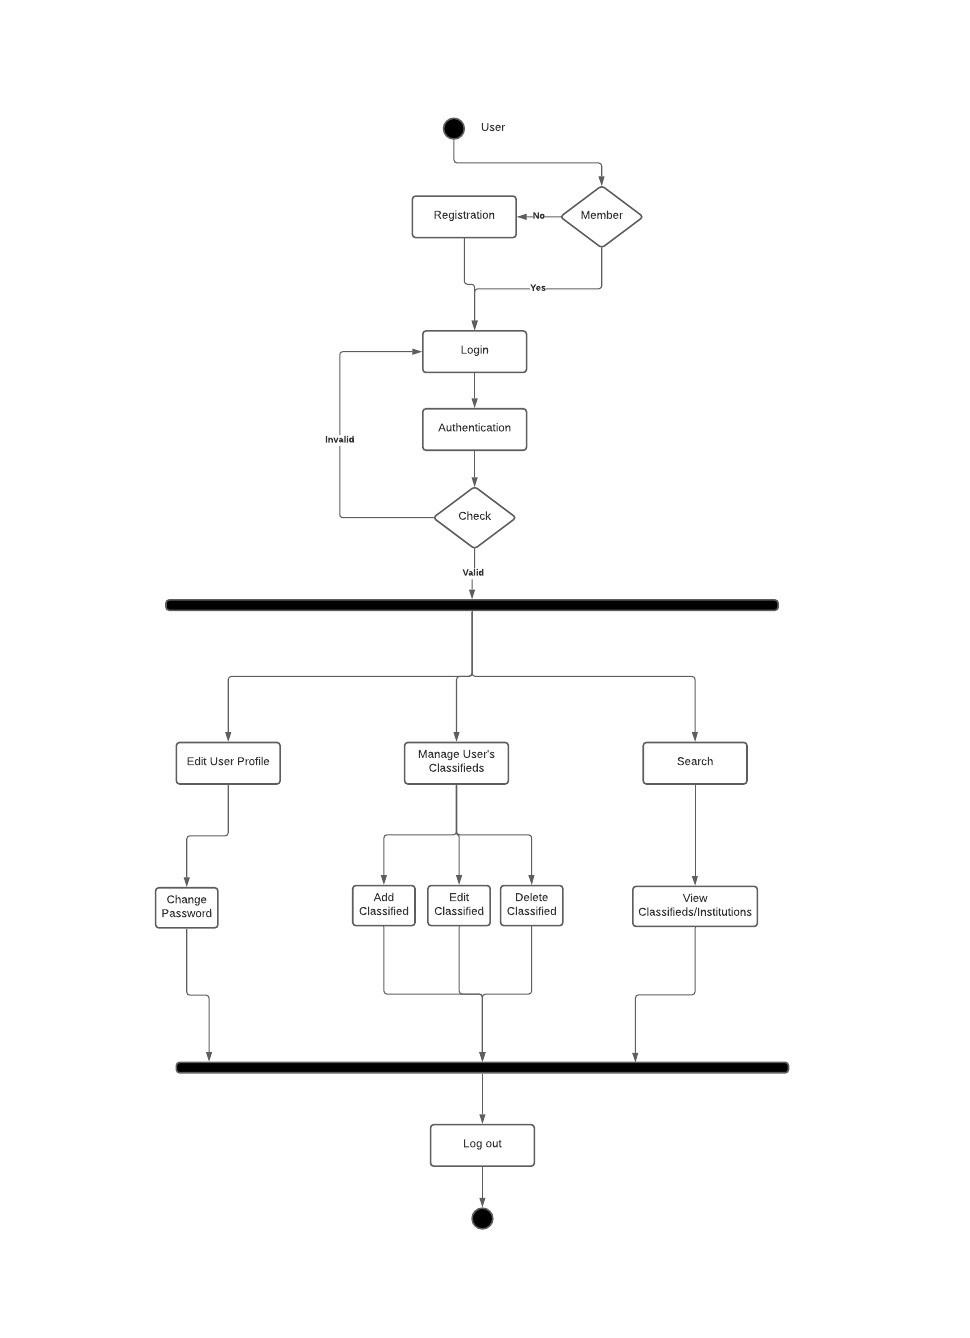 User
Member
No
Registration
Yes
Login
Authentication
Invalid
Check
Valid
Edit User Profile
Manage User's
Classifieds
Search
Change
Password
Add
Classified
Edit
Classified
Delete
Classified
View
Classifieds/Institutions
Log out